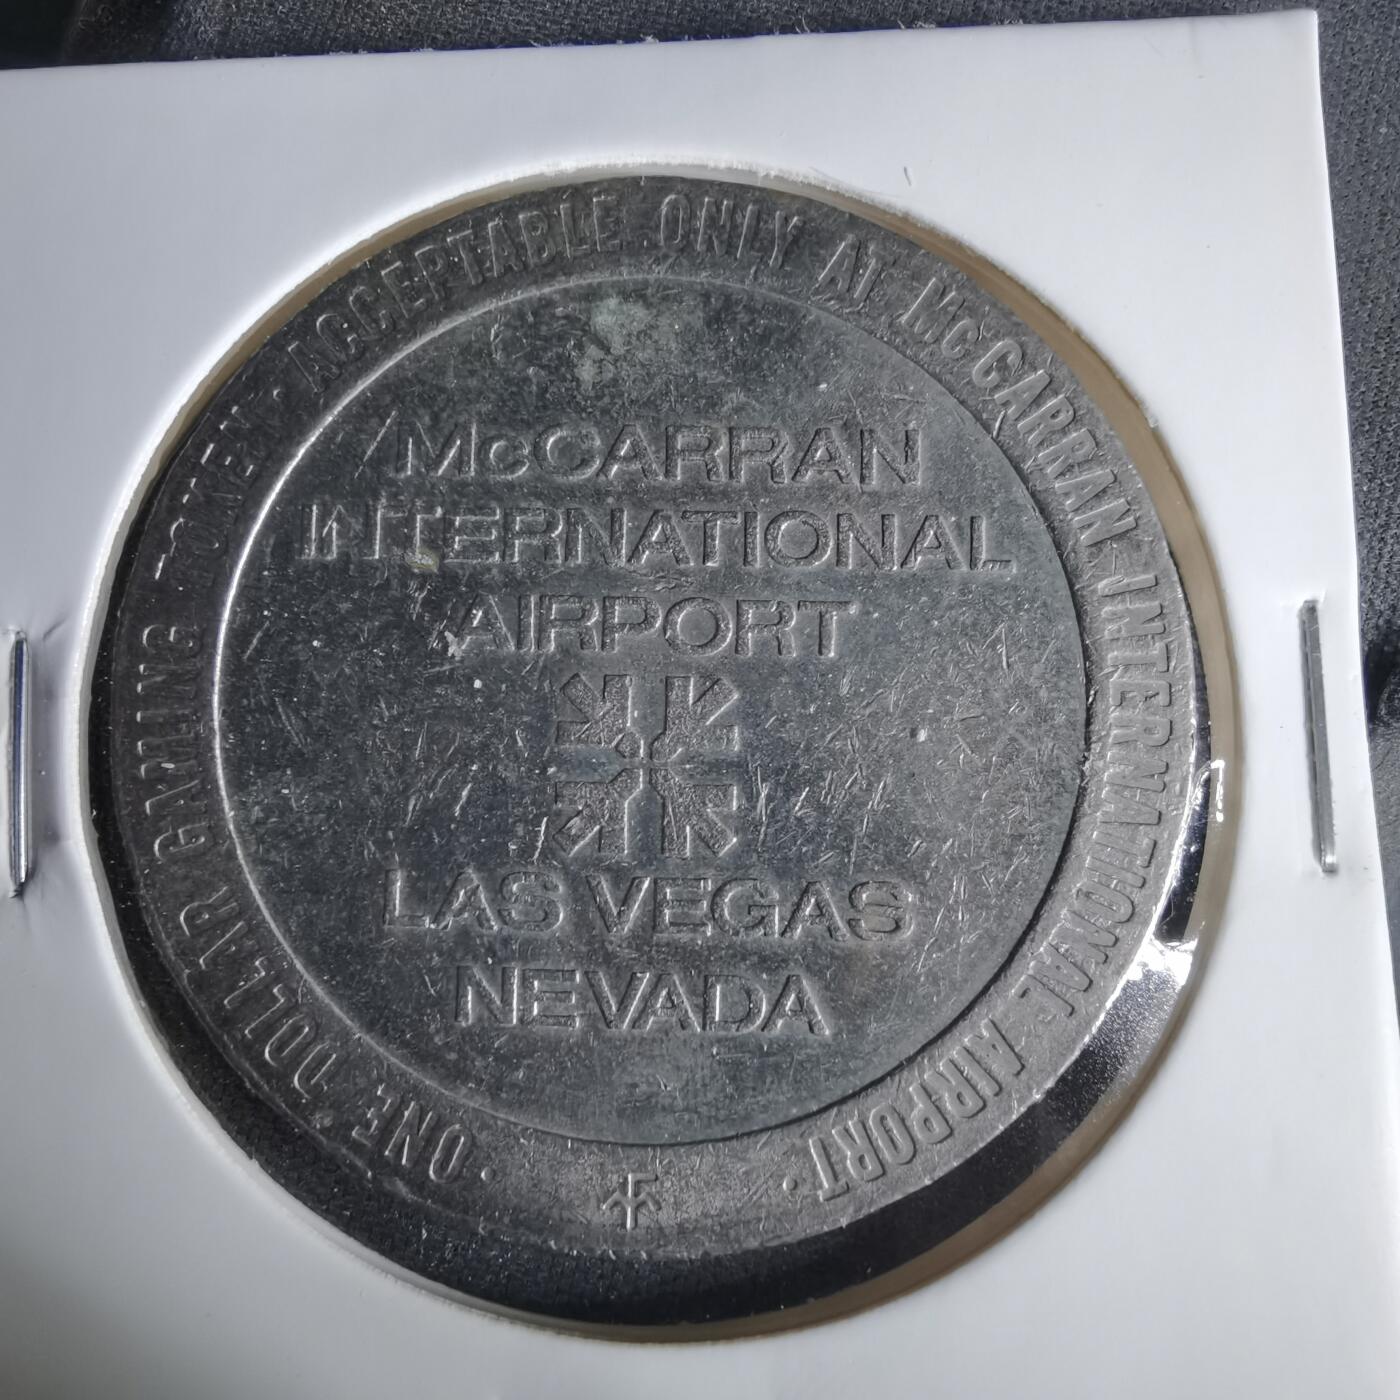 ONE DOLLAR GAMING TOKEN · ACCEPTABLE ONLY AT McCARRAN INTERNATIONAL AIRPORT ·
McCARRAN
INTERNATIONAL
AIRPORT
LAS VEGAS
NEVADA